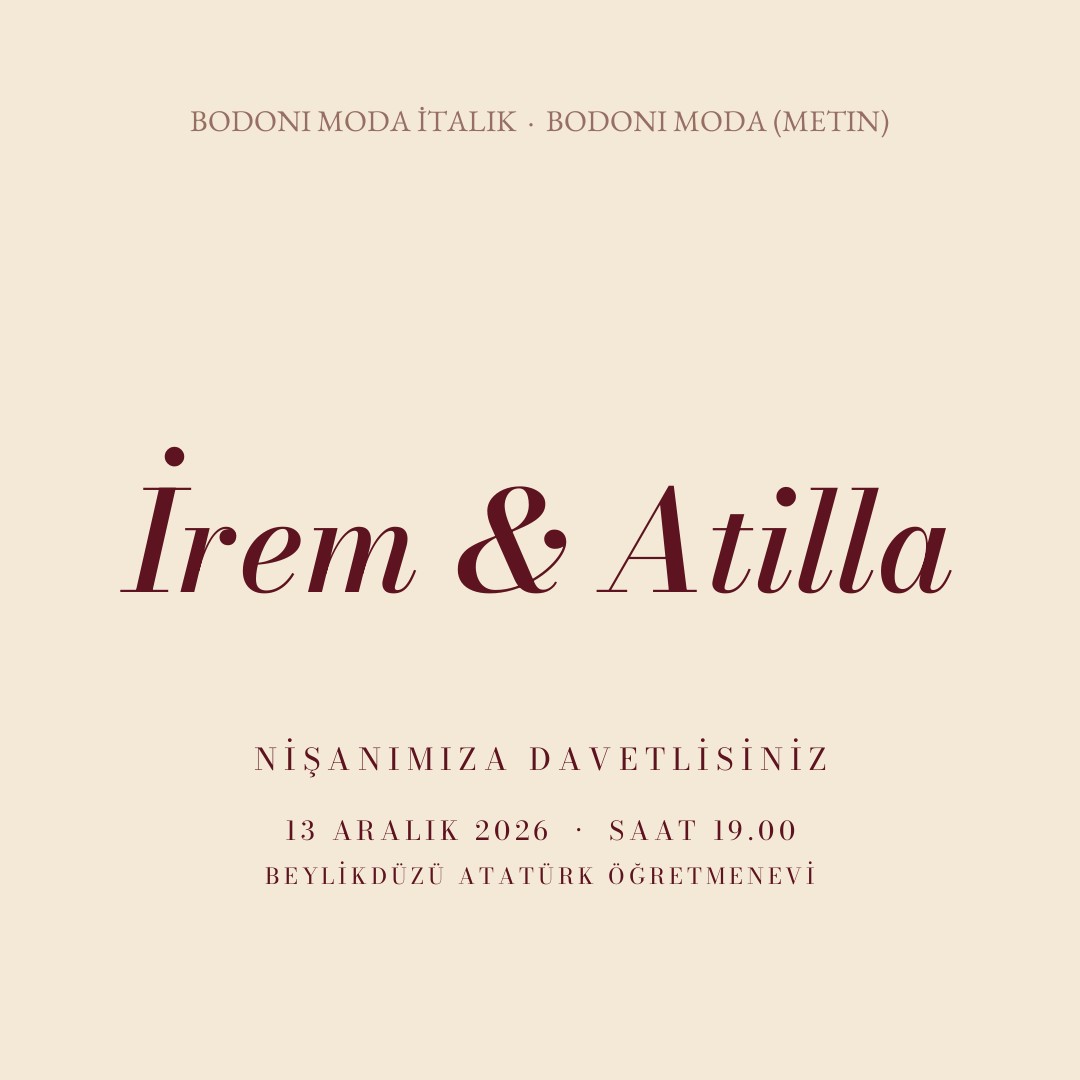 BODONI MODA İTALIK · BODONI MODA (METIN)
İrem & Atilla
NİŞANIMIZA DAVETLİSİNİZ
13 ARALIK 2026 · SAAT 19.00
BEYLİKDÜZÜ ATATÜRK ÖĞRETMENEVİ